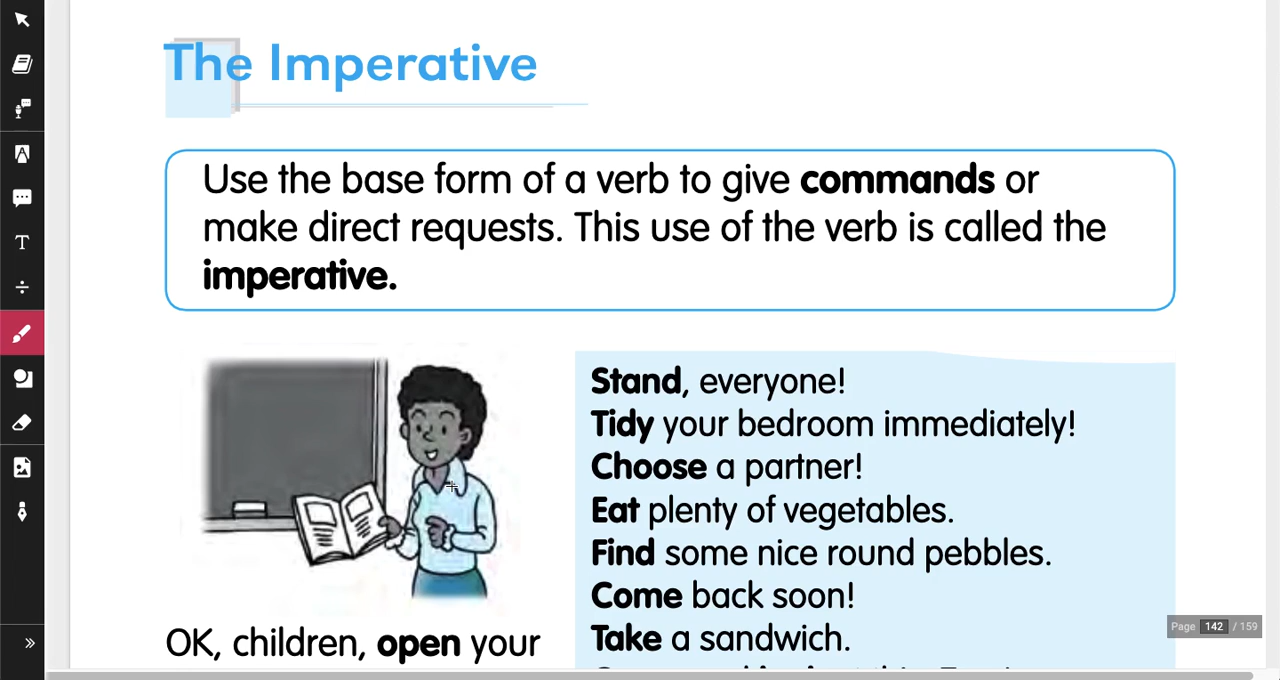 The Imperative
Use the base form of a verb to give commands or
make direct requests. This use of the verb is called the
imperative.
Stand, everyone!
Tidy your bedroom immediately!
Choose a partner!
Eat plenty of vegetables.
Find some nice round pebbles.
Come back soon!
Take a sandwich.
OK, children, open your
Page 142 / 159